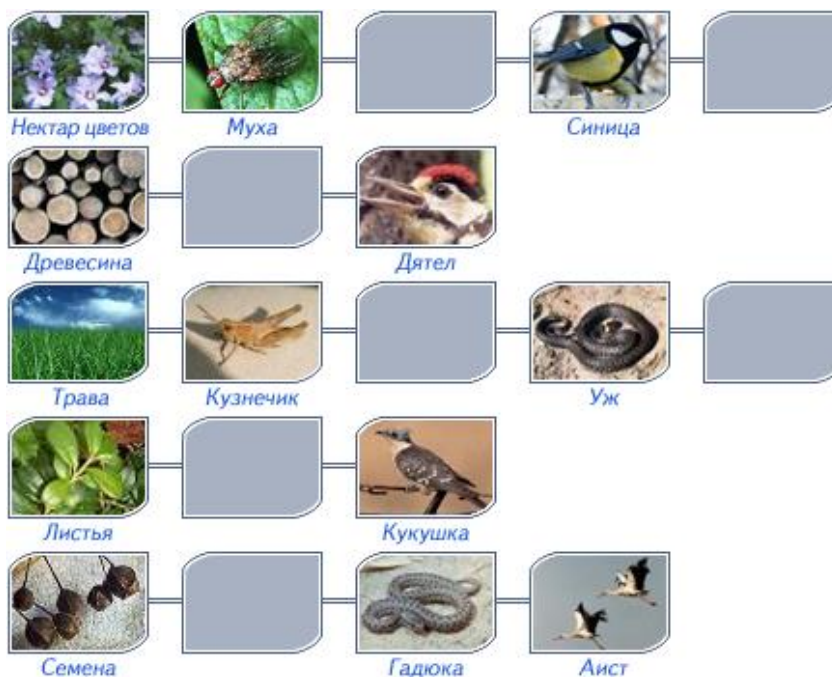 Нектар цветов Муха Синица
Древесина Дятел
Трава Кузнечик Уж
Листья Кукушка
Семена Гадюка Аист